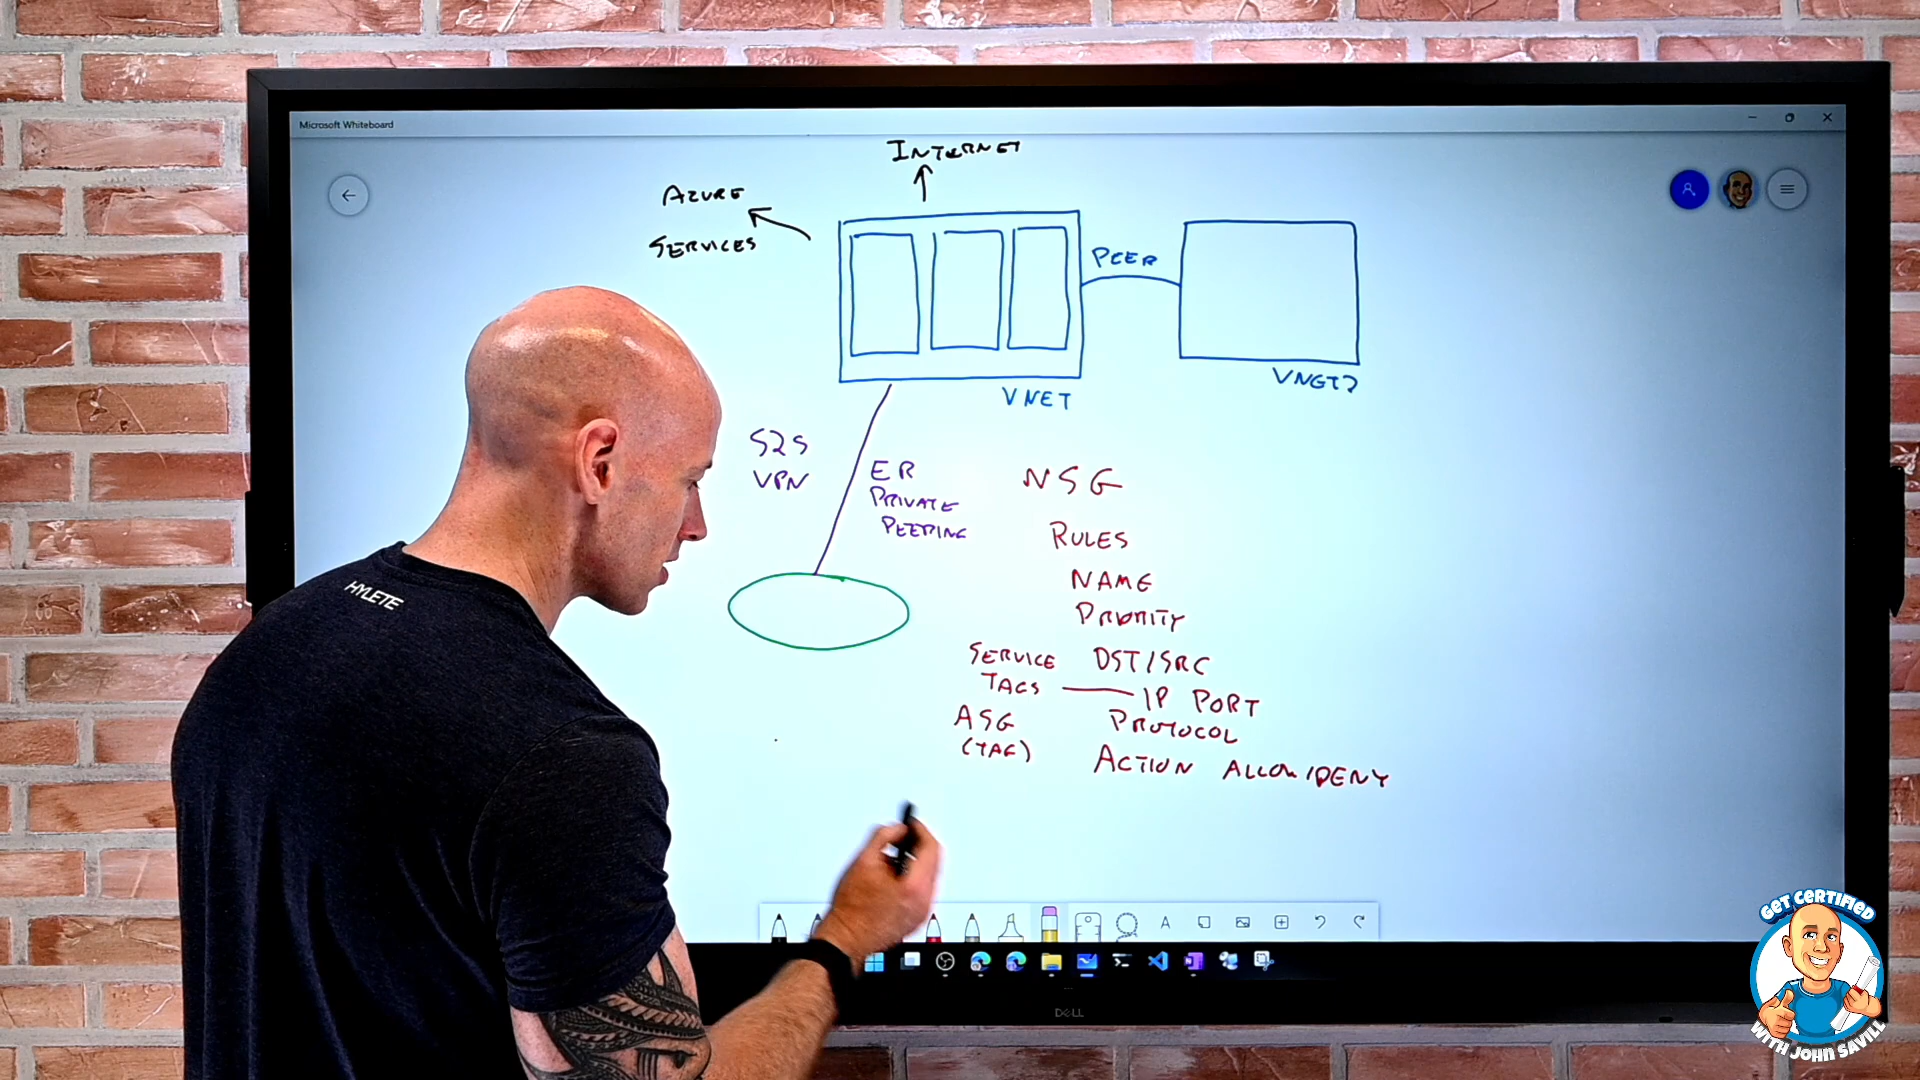 Microsoft Whiteboard
INTERNET
AZURE
SERVICES
PEER
VNET
VNET2
S2S
VPN
ER
PRIVATE
PEERING
NSG
RULES
NAME
PRIORITY
SERVICE
TAGS
DST/SRC
IP PORT
ASG
(TAG)
PROTOCOL
ACTION ALLOW/DENY
HYLETE
A
DELL
GET CERTIFIED
WITH JOHN SAVILL